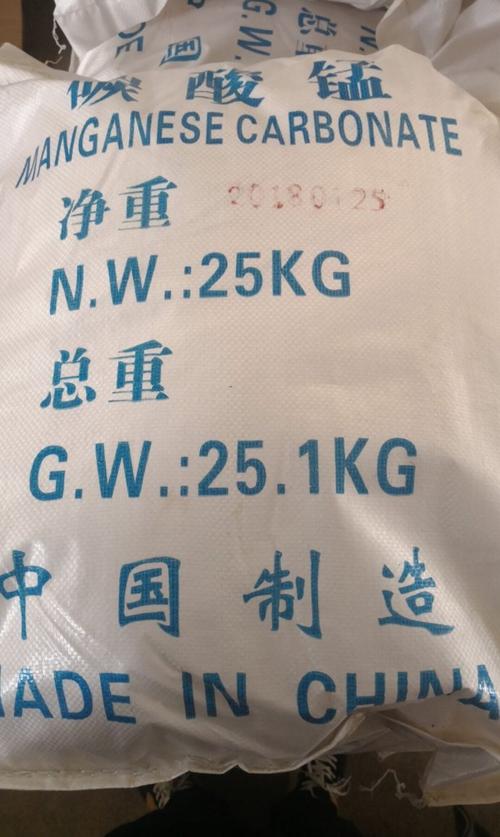 碳酸锰
MANGANESE CARBONATE
净重 20180125
N.W.:25KG
总重
G.W.:25.1KG
中国制造
MADE IN CHINA